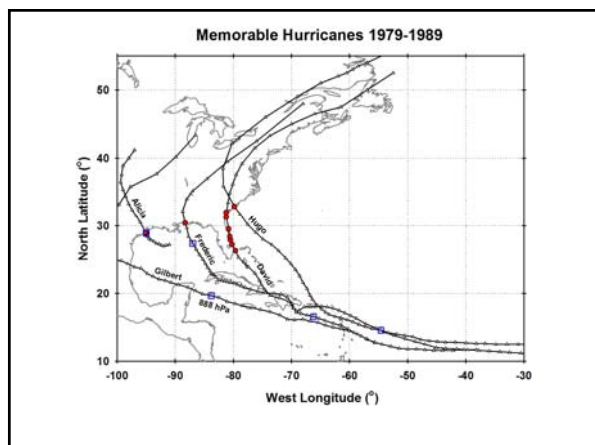 Memorable Hurricanes 1979-1989
North Latitude (°)
50
40
30
20
10
Alicia
Frederic
Hugo
David
Gilbert
888 hPa
-100 -90 -80 -70 -60 -50 -40 -30
West Longitude (°)